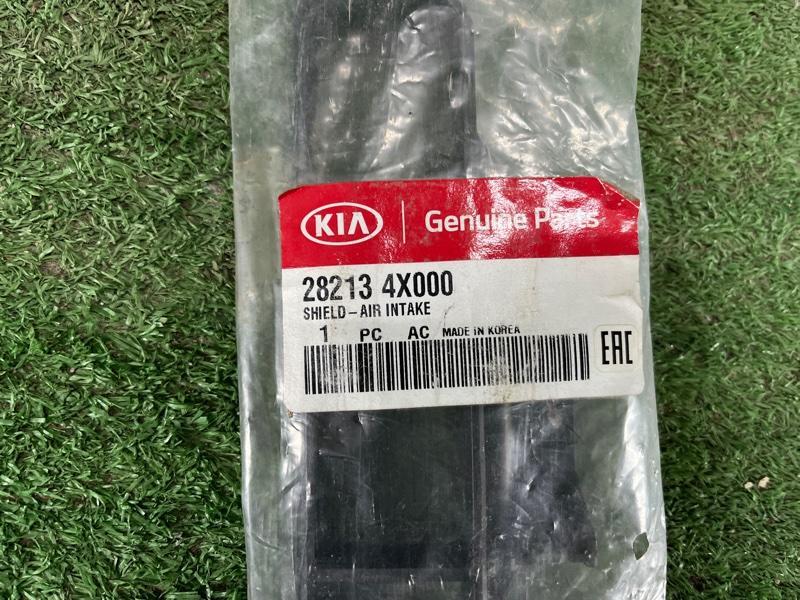 KIA Genuine Parts
28213 4X000
SHIELD-AIR INTAKE
1 PC AC MADE IN KOREA
EAC